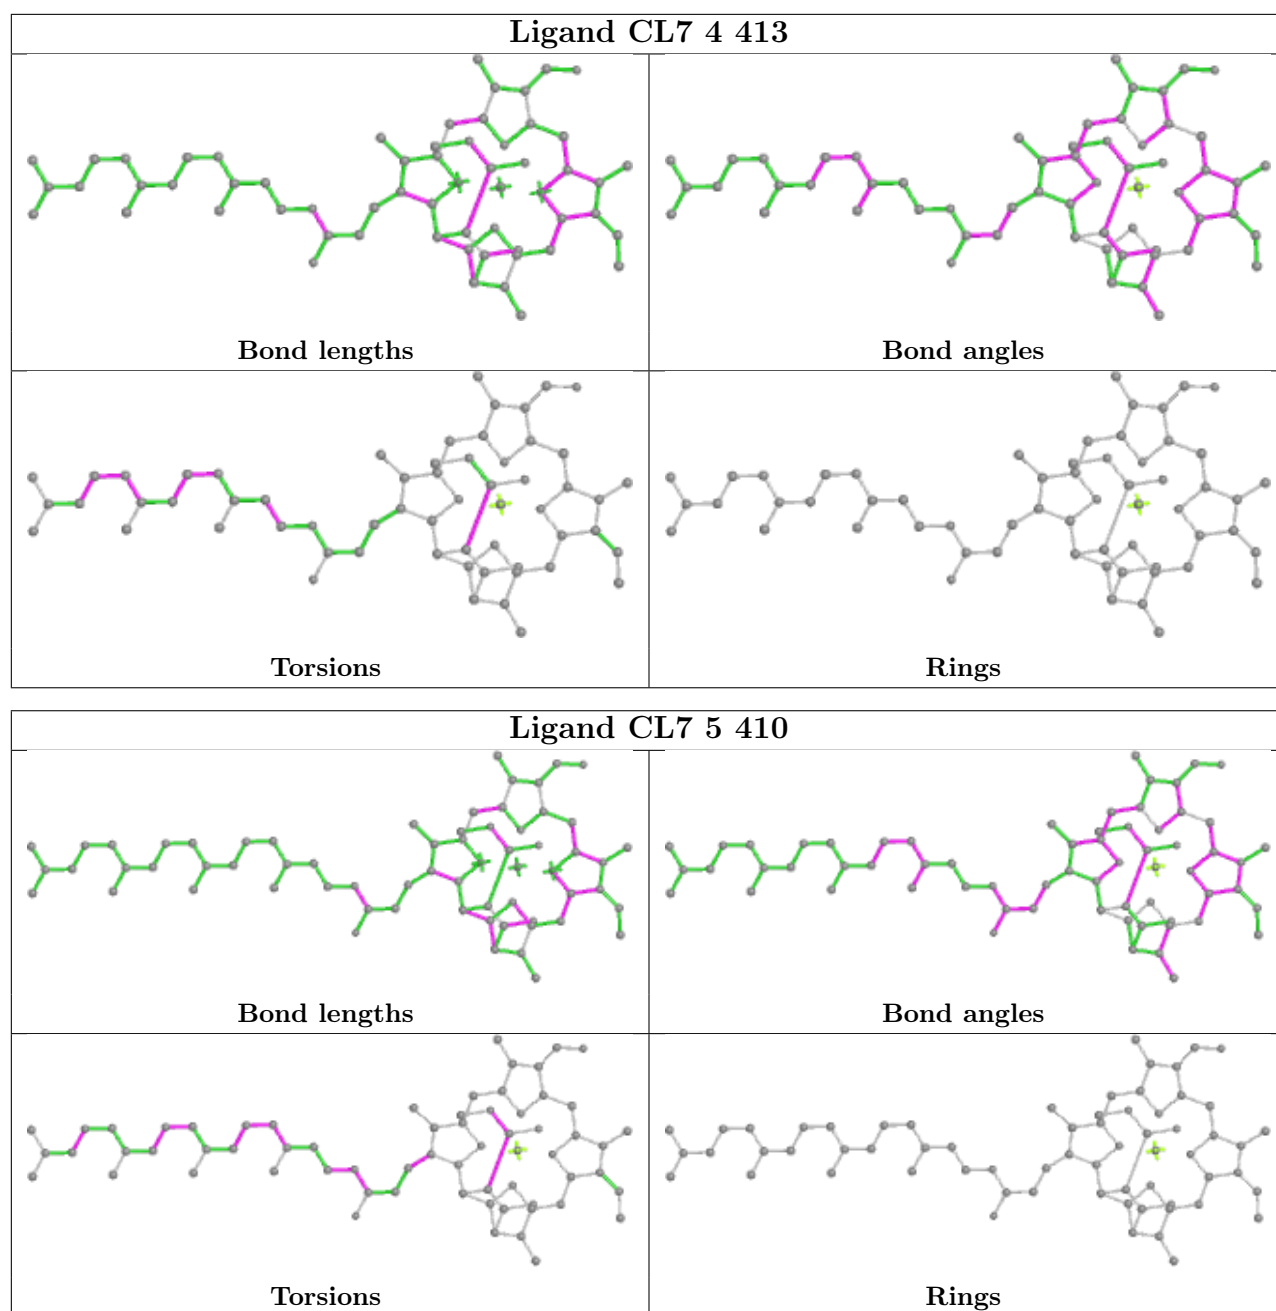 Ligand CL7 4 413
Bond lengths
Bond angles
Torsions
Rings
Ligand CL7 5 410
Bond lengths
Bond angles
Torsions
Rings